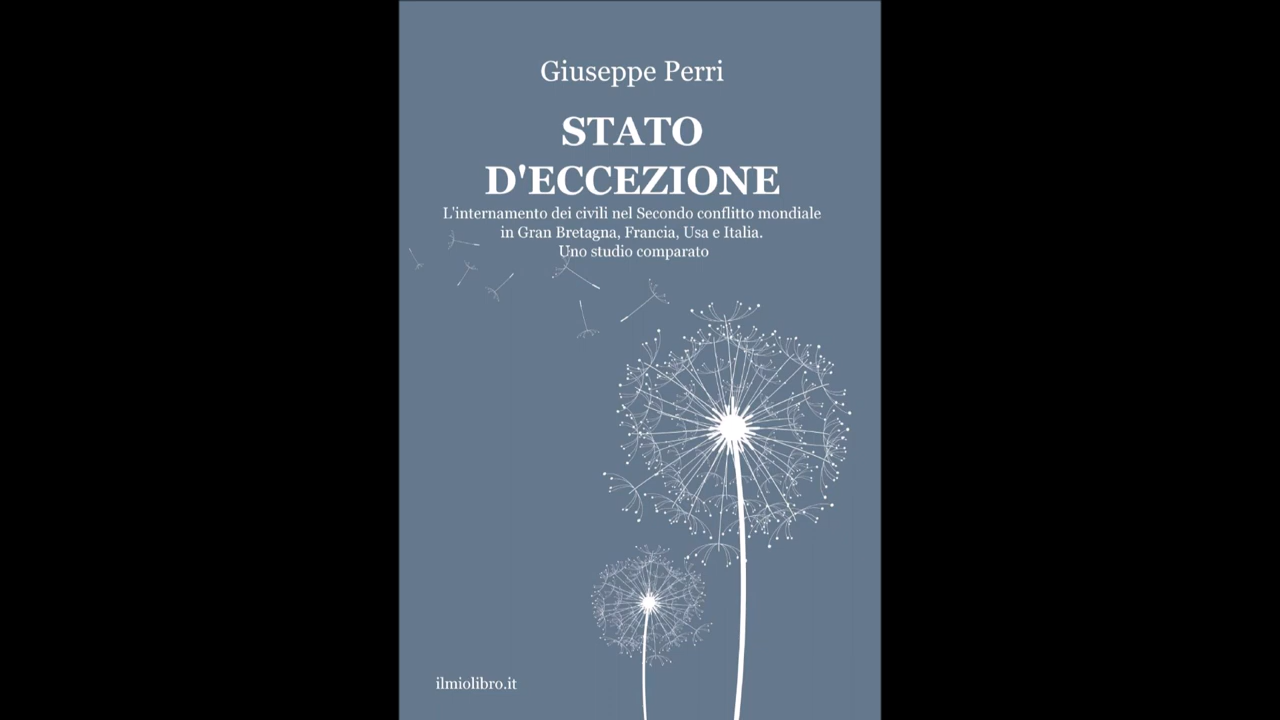 Giuseppe Perri
STATO
D'ECCEZIONE
L'internamento dei civili nel Secondo conflitto mondiale
in Gran Bretagna, Francia, Usa e Italia.
Uno studio comparato
ilmiolibro.it